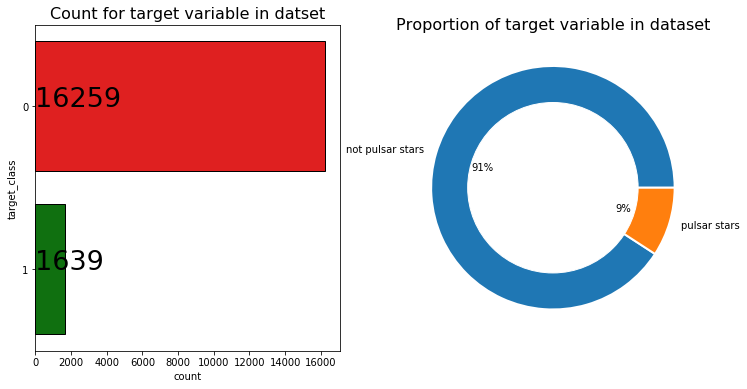 Count for target variable in datset
target_class
0
16259
1
1639
0 2000 4000 6000 8000 10000 12000 14000 16000
count
Proportion of target variable in dataset
not pulsar stars
91%
9%
pulsar stars